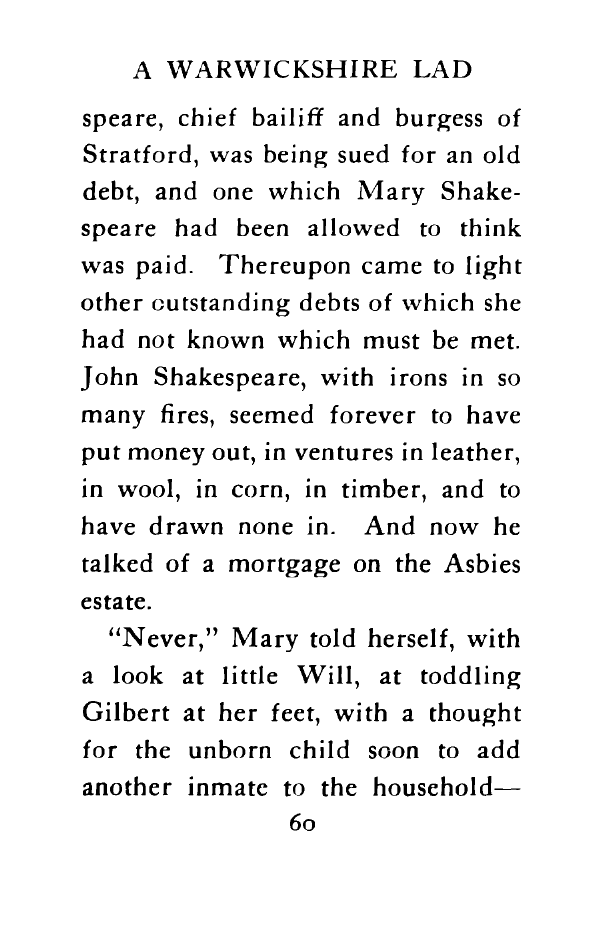 A WARWICKSHIRE LAD
speare, chief bailiff and burgess of
Stratford, was being sued for an old
debt, and one which Mary Shake-
speare had been allowed to think
was paid. Thereupon came to light
other outstanding debts of which she
had not known which must be met.
John Shakespeare, with irons in so
many fires, seemed forever to have
put money out, in ventures in leather,
in wool, in corn, in timber, and to
have drawn none in. And now he
talked of a mortgage on the Asbies
estate.
“Never,” Mary told herself, with
a look at little Will, at toddling
Gilbert at her feet, with a thought
for the unborn child soon to add
another inmate to the household—
60